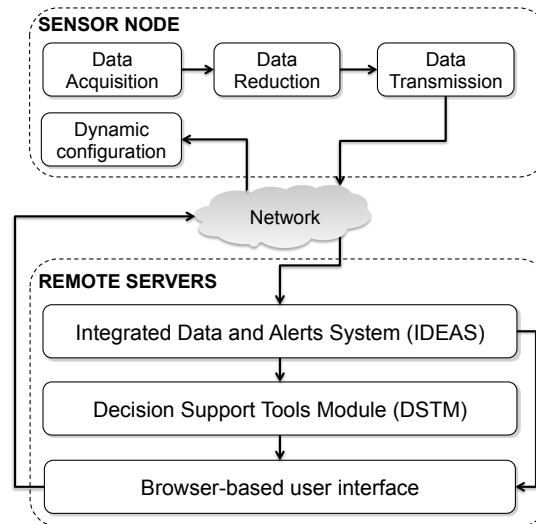 SENSOR NODE
Data
Acquisition
Data
Reduction
Data
Transmission
Dynamic
configuration
Network
REMOTE SERVERS
Integrated Data and Alerts System (IDEAS)
Decision Support Tools Module (DSTM)
Browser-based user interface